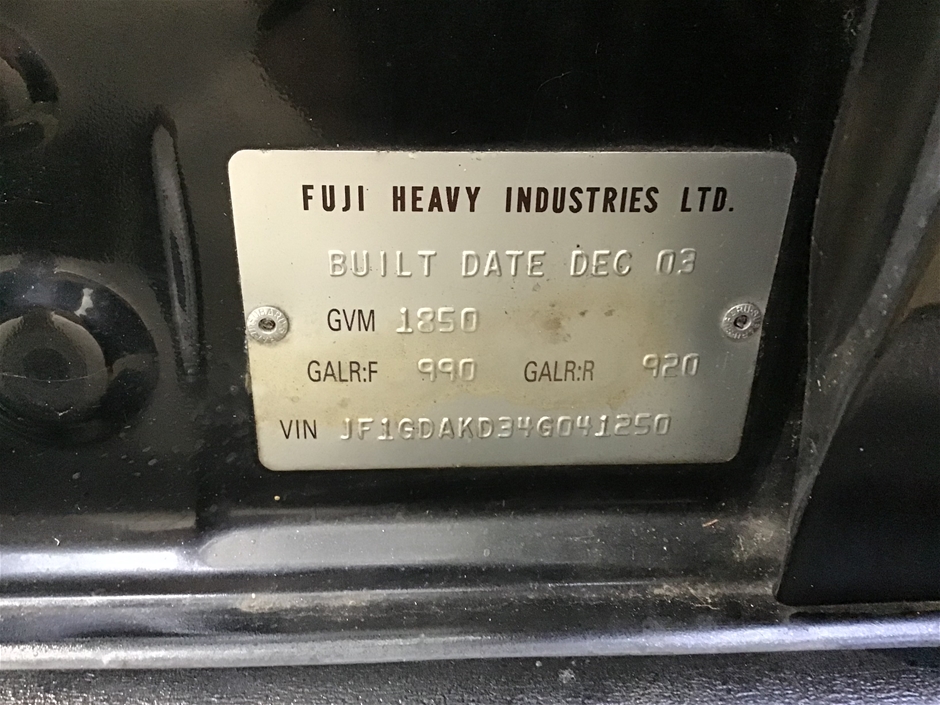 FUJI HEAVY INDUSTRIES LTD.
BUILT DATE DEC 03
GVM 1850
GALR:F 990 GALR:R 920
VIN JF1GDAKD34G041250